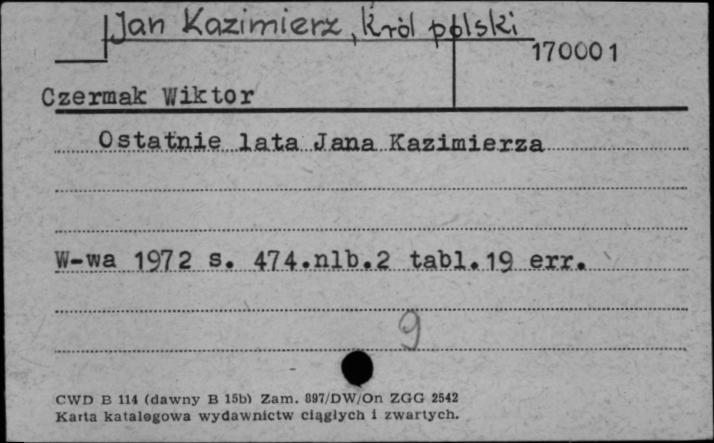 Jan Kazimierz, król polski
170001
Czermak Wiktor
Ostatnie lata Jana Kazimierza
W-wa 1972 s. 474.nlb.2 tabl.19 err.
9
CWD B 114 (dawny B 15b) Zam. 897/DW/On ZGG 2542
Karta katalogowa wydawnictw ciągłych i zwartych.